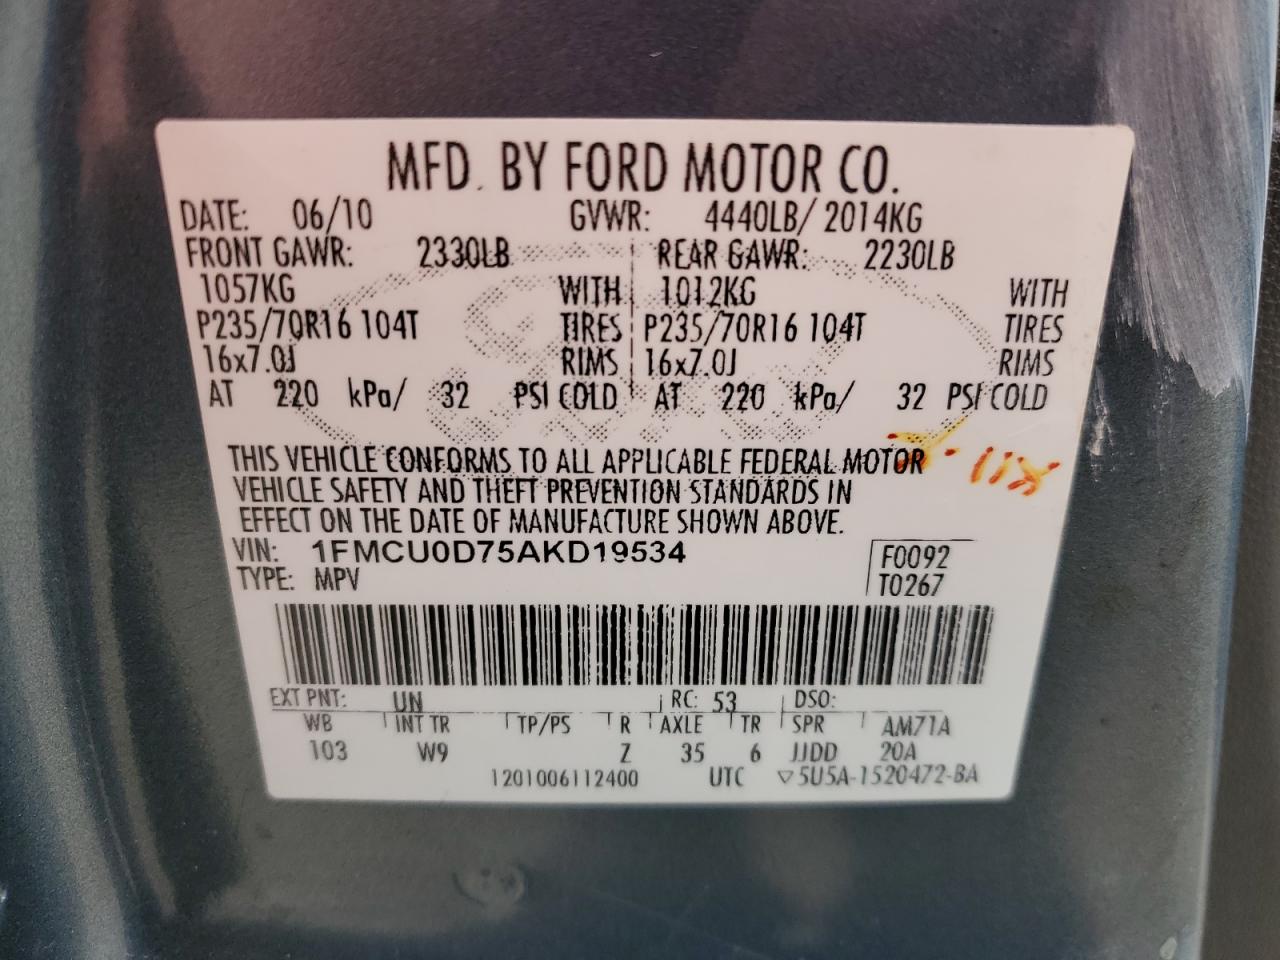 MFD. BY FORD MOTOR CO.
DATE: 06/10 GVWR: 4440LB/ 2014KG
FRONT GAWR: 2330LB REAR GAWR: 2230LB
1057KG WITH 1012KG WITH
P235/70R16 104T TIRES P235/70R16 104T TIRES
16x7.0J RIMS 16x7.0J RIMS
AT 220 kPa/ 32 PSI COLD AT 220 kPa/ 32 PSI COLD
THIS VEHICLE CONFORMS TO ALL APPLICABLE FEDERAL MOTOR
VEHICLE SAFETY AND THEFT PREVENTION STANDARDS IN
EFFECT ON THE DATE OF MANUFACTURE SHOWN ABOVE.
VIN: 1FMCU0D75AKD19534 F0092
TYPE: MPV T0267
EXT PNT: UN RC: 53 DSO:
WB INT TR TP/PS R AXLE TR SPR AM71A
103 W9 Z 35 6 JJDD 20A
1201006112400 UTC ▽5U5A-1520472-BA